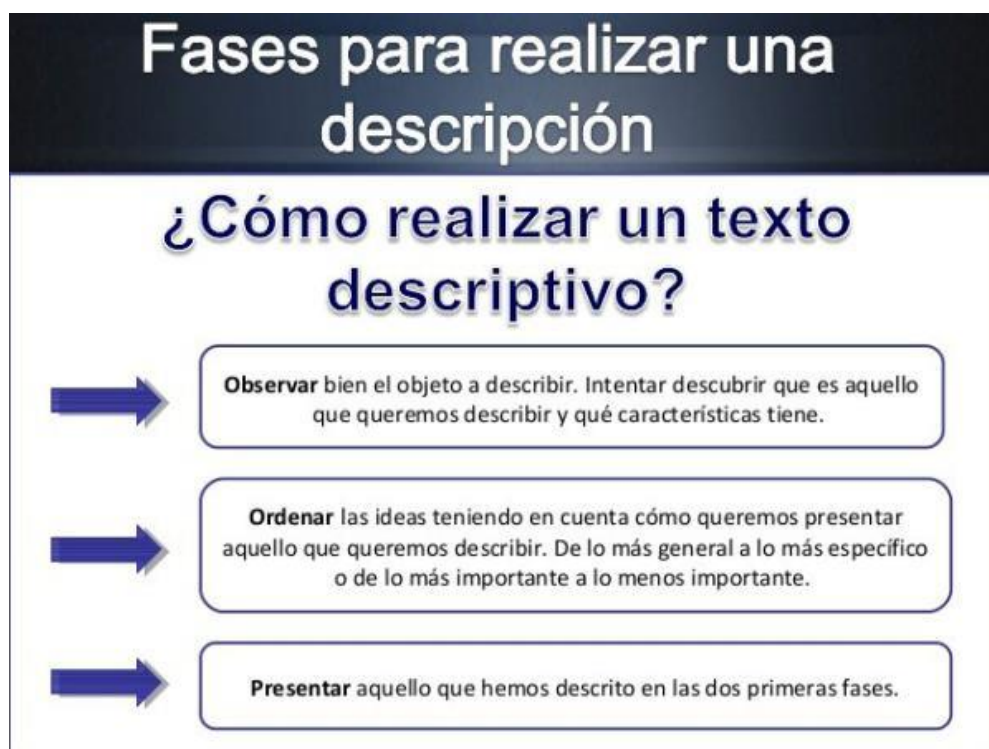 Fases para realizar una
descripción
¿Cómo realizar un texto
descriptivo?
Observar bien el objeto a describir. Intentar descubrir que es aquello
que queremos describir y qué características tiene.
Ordenar las ideas teniendo en cuenta cómo queremos presentar
aquello que queremos describir. De lo más general a lo más específico
o de lo más importante a lo menos importante.
Presentar aquello que hemos descrito en las dos primeras fases.